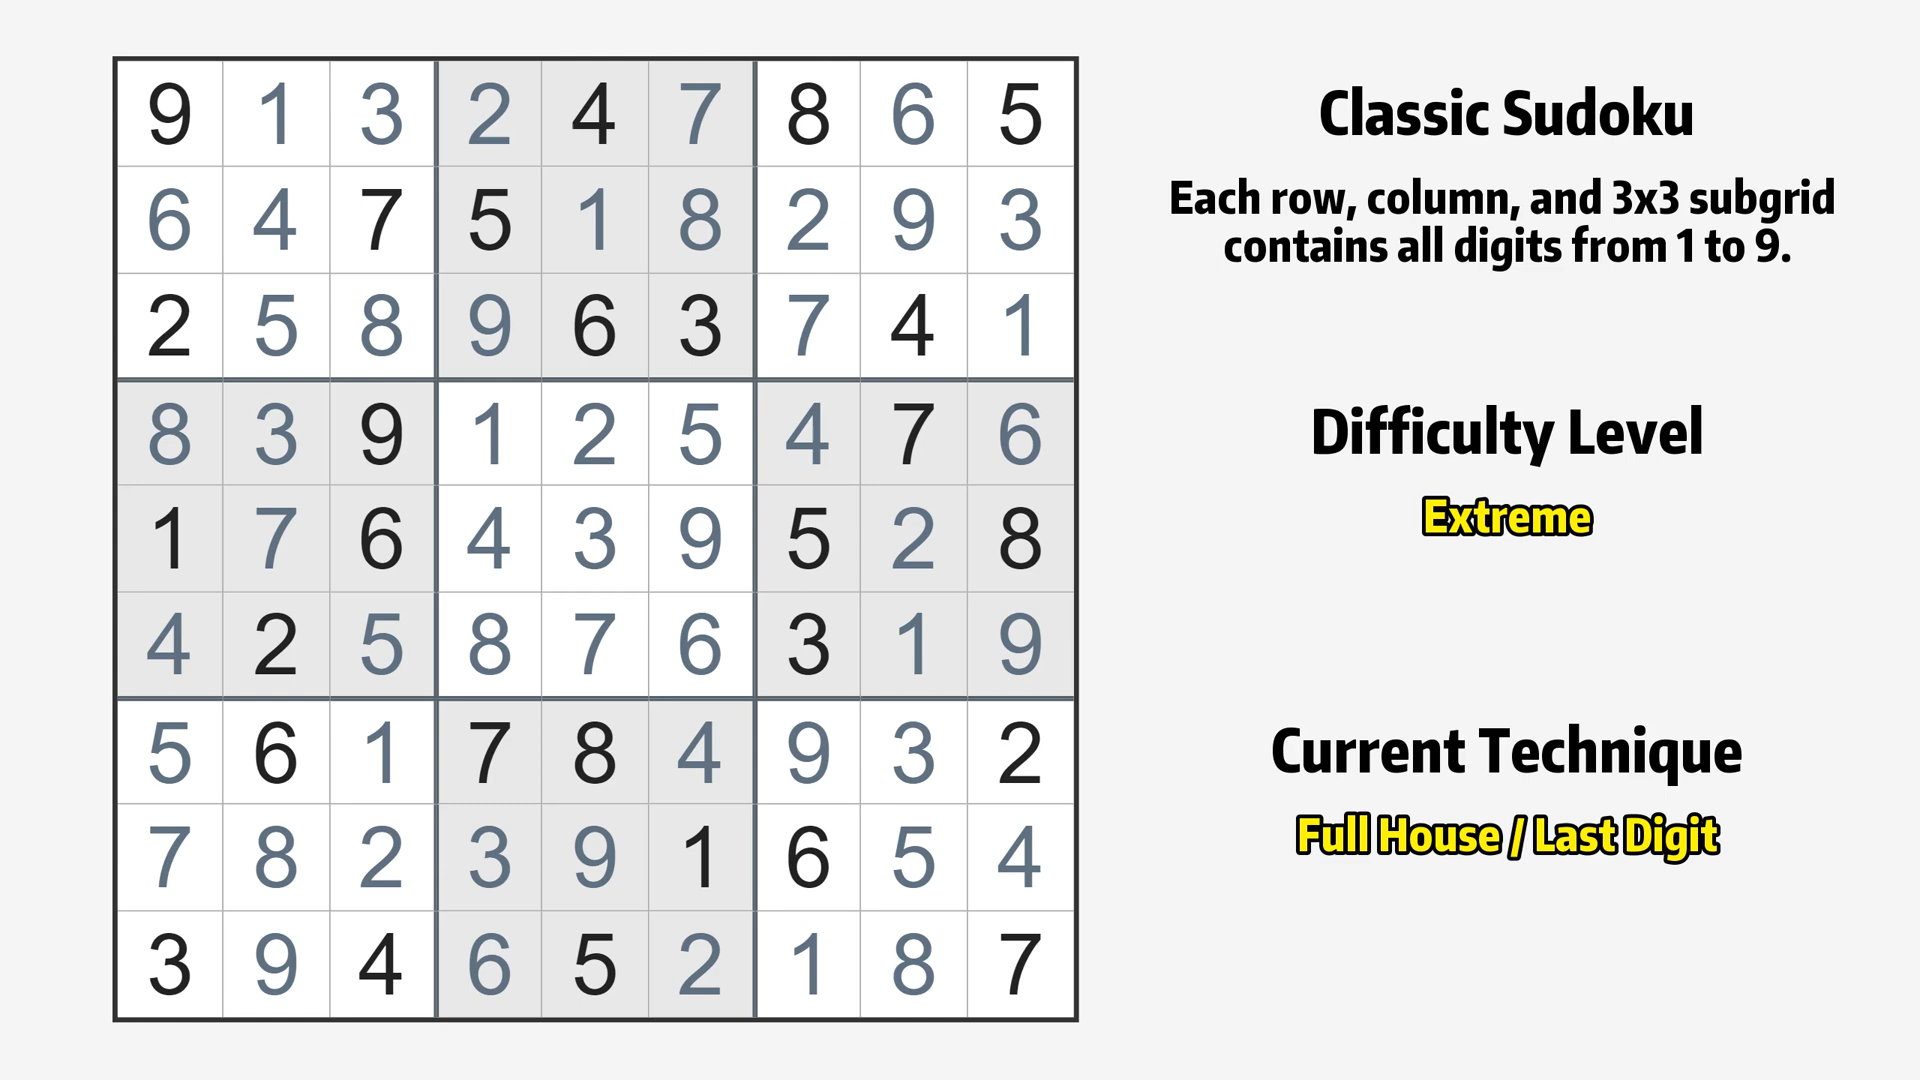 9 1 3 2 4 7 8 6 5
6 4 7 5 1 8 2 9 3
2 5 8 9 6 3 7 4 1
8 3 9 1 2 5 4 7 6
1 7 6 4 3 9 5 2 8
4 2 5 8 7 6 3 1 9
5 6 1 7 8 4 9 3 2
7 8 2 3 9 1 6 5 4
3 9 4 6 5 2 1 8 7
Classic Sudoku
Each row, column, and 3x3 subgrid
contains all digits from 1 to 9.
Difficulty Level
Extreme
Current Technique
Full House / Last Digit